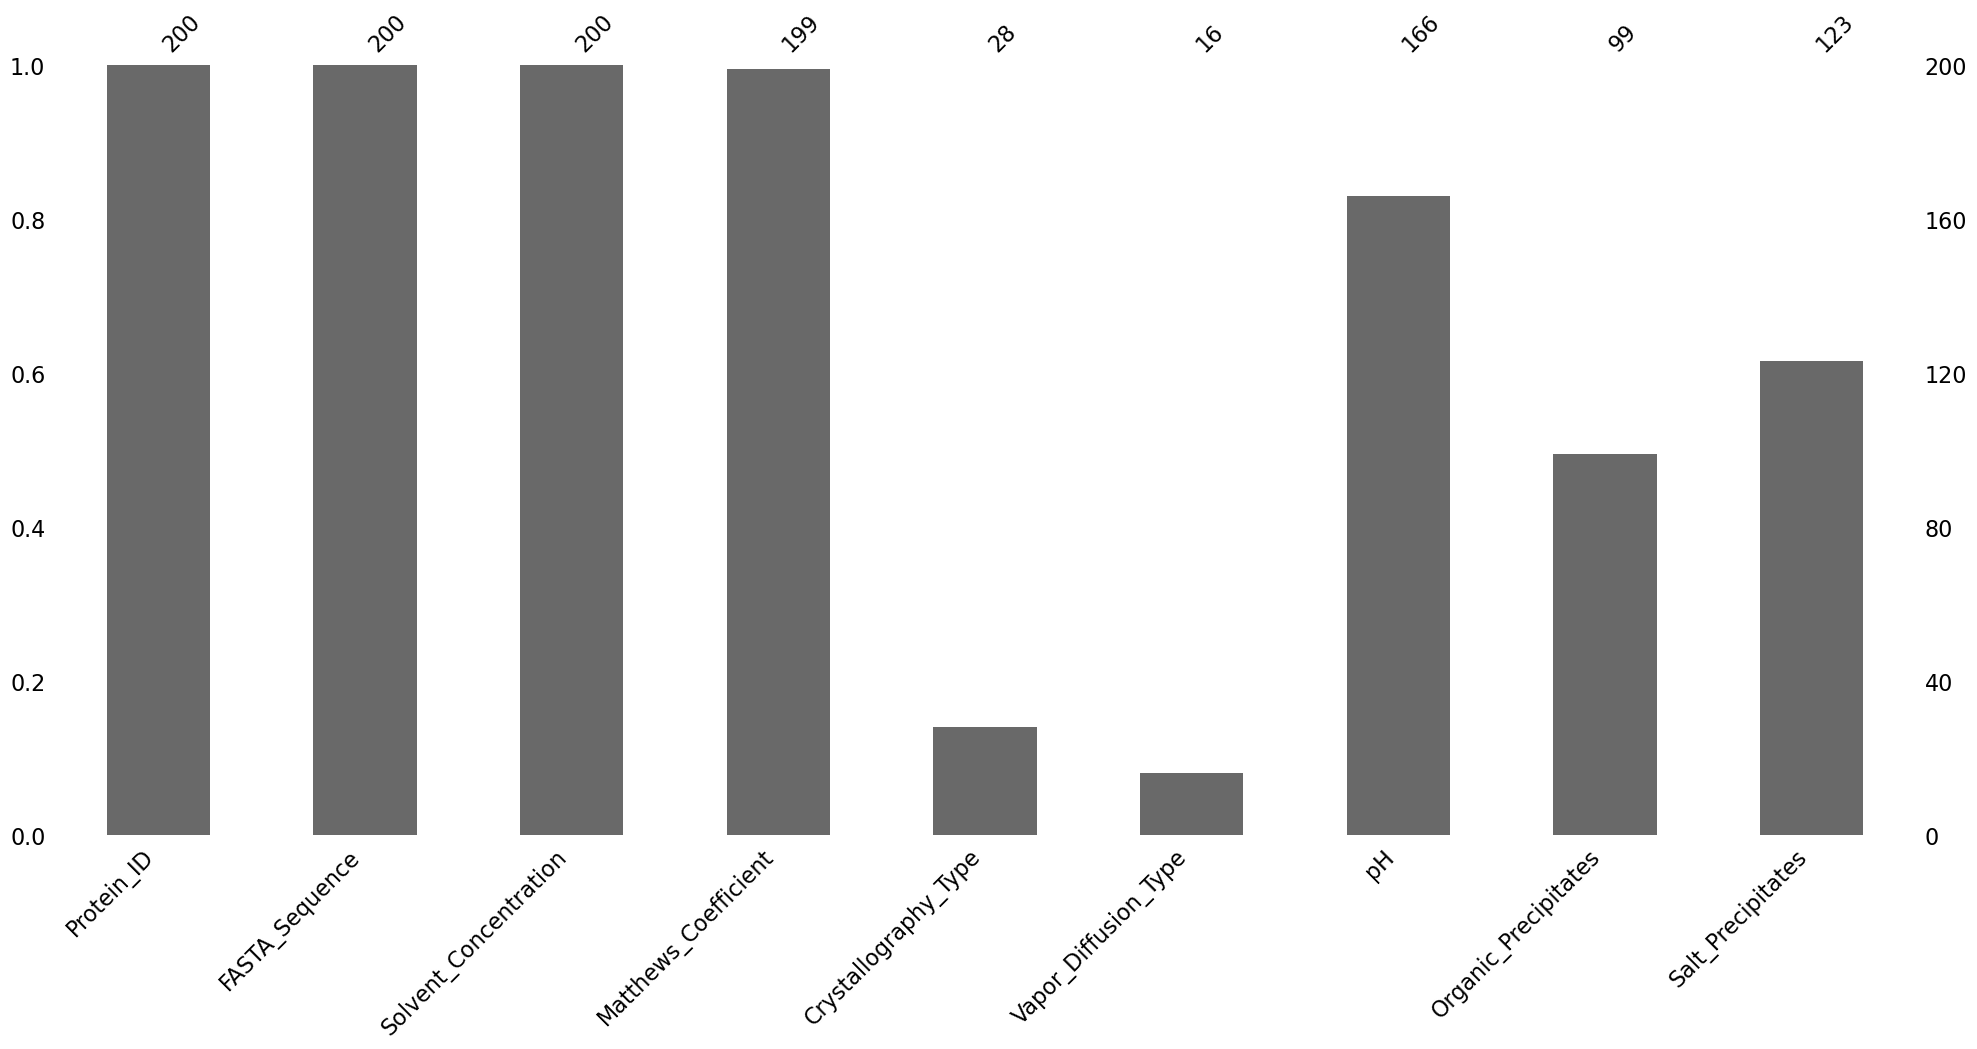 200 200 200 199 28 16 166 99 123
1.0 200
0.8 160
0.6 120
0.4 80
0.2 40
0.0 0
Protein_ID
FASTA_Sequence
Solvent_Concentration
Matthews_Coefficient
Crystallography_Type
Vapor_Diffusion_Type
pH
Organic_Precipitates
Salt_Precipitates